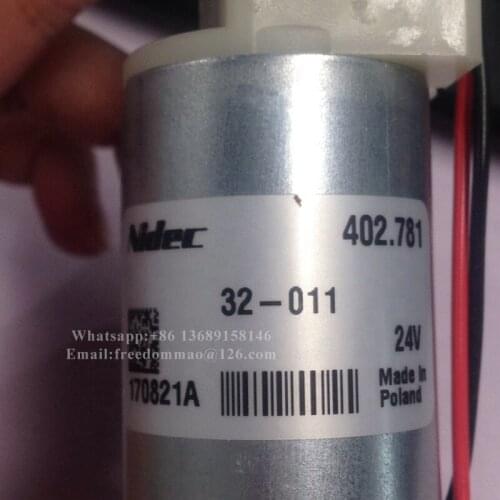 Nidec 402.781
32-011
Whatsapp:+86 13689158146
Email:freedommao@126.com
24V
170821A
Made in
Poland